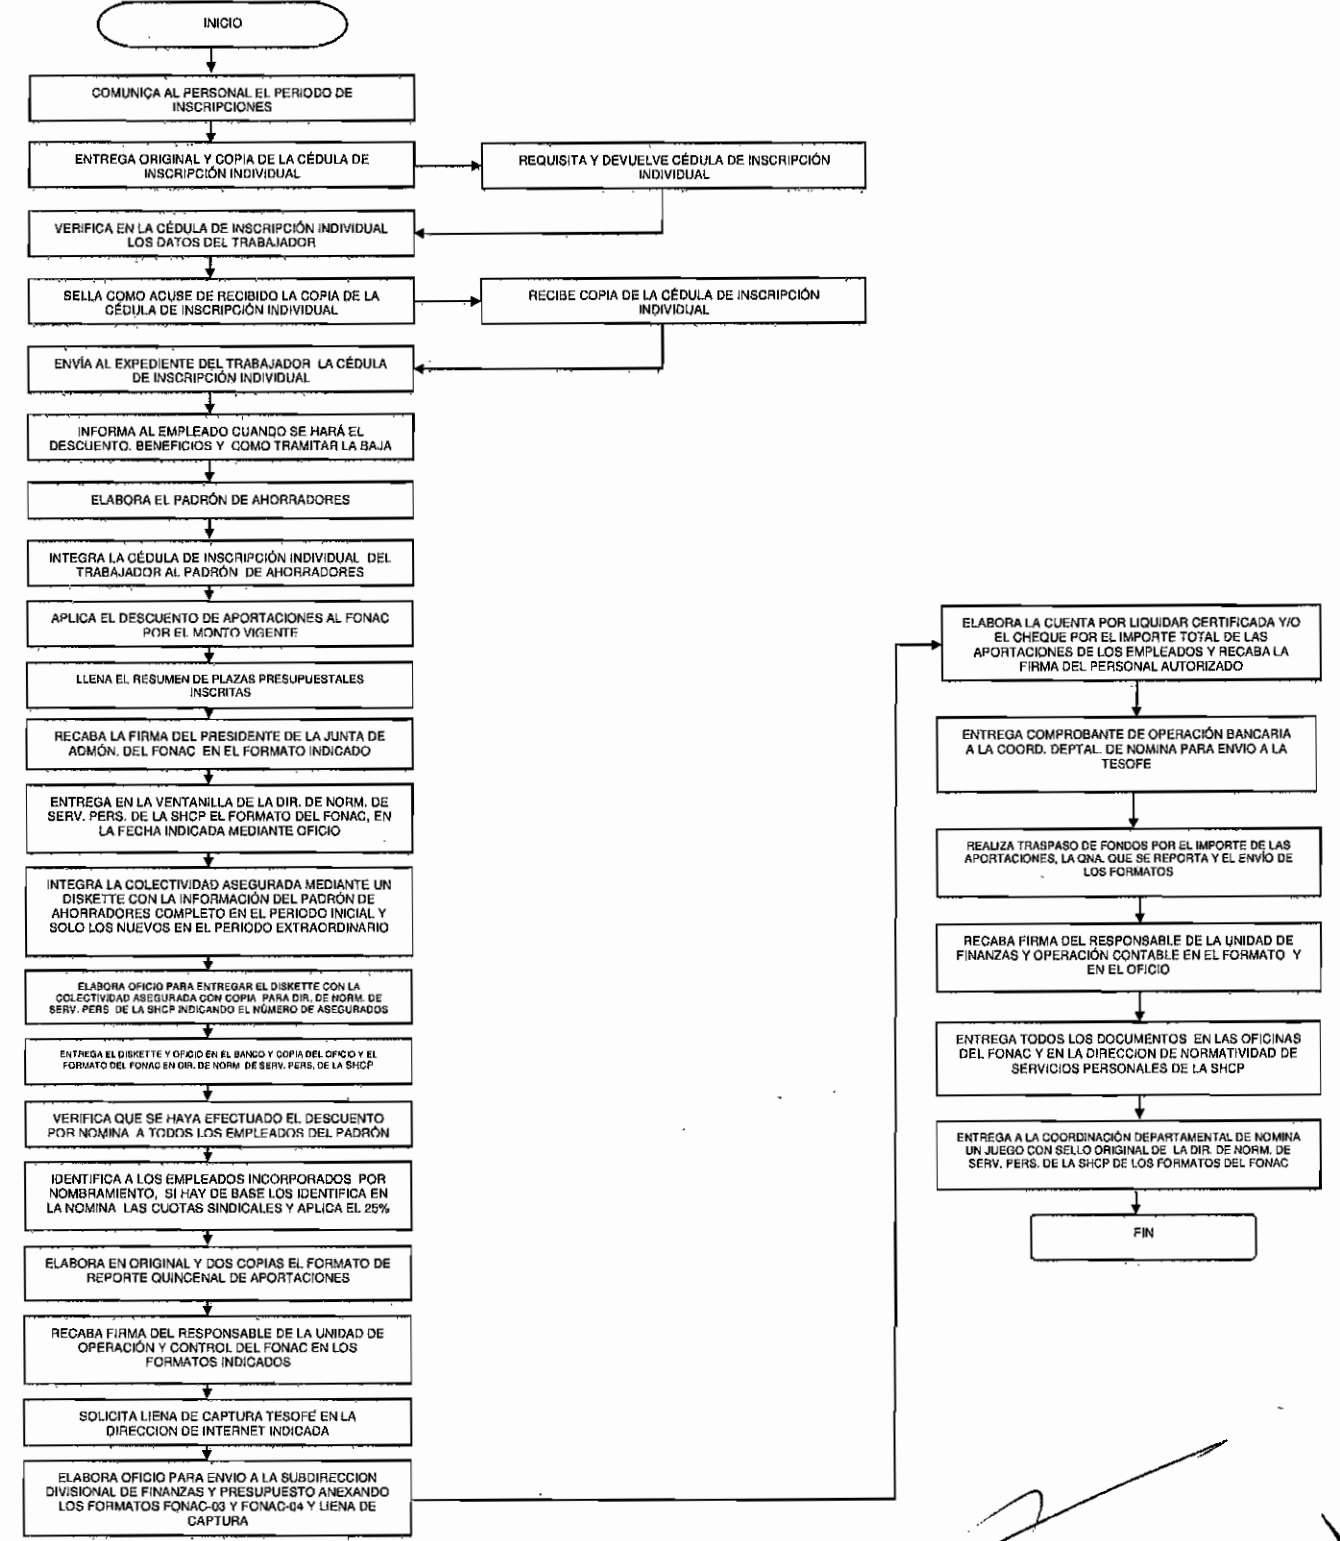 INICIO
COMUNICA AL PERSONAL EL PERIODO DE
INSCRIPCIONES
ENTREGA ORIGINAL Y COPIA DE LA CÉDULA DE
INSCRIPCIÓN INDIVIDUAL
REQUISITA Y DEVUELVE CÉDULA DE INSCRIPCIÓN
INDIVIDUAL
VERIFICA EN LA CÉDULA DE INSCRIPCIÓN INDIVIDUAL
LOS DATOS DEL TRABAJADOR
SELLA COMO ACUSE DE RECIBIDO LA COPIA DE LA
CÉDULA DE INSCRIPCIÓN INDIVIDUAL
RECIBE COPIA DE LA CÉDULA DE INSCRIPCIÓN
INDIVIDUAL
ENVÍA AL EXPEDIENTE DEL TRABAJADOR LA CÉDULA
DE INSCRIPCIÓN INDIVIDUAL
INFORMA AL EMPLEADO CUANDO SE HARÁ EL
DESCUENTO. BENEFICIOS Y COMO TRAMITAR LA BAJA
ELABORA EL PADRÓN DE AHORRADORES
INTEGRA LA CÉDULA DE INSCRIPCIÓN INDIVIDUAL DEL
TRABAJADOR AL PADRÓN DE AHORRADORES
APLICA EL DESCUENTO DE APORTACIONES AL FONAC
POR EL MONTO VIGENTE
LLENA EL RESUMEN DE PLAZAS PRESUPUESTALES
INSCRITAS
RECABA LA FIRMA DEL PRESIDENTE DE LA JUNTA DE
ADMÓN. DEL FONAC EN EL FORMATO INDICADO
ENTREGA EN LA VENTANILLA DE LA DIR. DE NORM. DE
SERV. PERS. DE LA SHCP EL FORMATO DEL FONAC, EN
LA FECHA INDICADA MEDIANTE OFICIO
INTEGRA LA COLECTIVIDAD ASEGURADA MEDIANTE UN
DISKETTE CON LA INFORMACIÓN DEL PADRÓN DE
AHORRADORES COMPLETO EN EL PERIODO INICIAL Y
SOLO LOS NUEVOS EN EL PERIODO EXTRAORDINARIO
ELABORA OFICIO PARA ENTREGAR EL DISKETTE CON LA
COLECTIVIDAD ASEGURADA CON COPIA PARA DIR. DE NORM. DE
SERV. PERS DE LA SHCP INDICANDO EL NÚMERO DE ASEGURADOS
ENTREGA EL DISKETTE Y OFICIO EN EL BANCO Y COPIA DEL OFICIO Y EL
FORMATO DEL FONAC EN DIR. DE NORM DE SERV. PERS. DE LA SHCP
VERIFICA QUE SE HAYA EFECTUADO EL DESCUENTO
POR NOMINA A TODOS LOS EMPLEADOS DEL PADRÓN
IDENTIFICA A LOS EMPLEADOS INCORPORADOS POR
NOMBRAMIENTO, SI HAY DE BASE LOS IDENTIFICA EN
LA NOMINA LAS CUOTAS SINDICALES Y APLICA EL 25%
ELABORA EN ORIGINAL Y DOS COPIAS EL FORMATO DE
REPORTE QUINCENAL DE APORTACIONES
RECABA FIRMA DEL RESPONSABLE DE LA UNIDAD DE
OPERACIÓN Y CONTROL DEL FONAC EN LOS
FORMATOS INDICADOS
SOLICITA LIENA DE CAPTURA TESOFE EN LA
DIRECCION DE INTERNET INDICADA
ELABORA OFICIO PARA ENVIO A LA SUBDIRECCION
DIVISIONAL DE FINANZAS Y PRESUPUESTO ANEXANDO
LOS FORMATOS FONAC-03 Y FONAC-04 Y LIENA DE
CAPTURA
ELABORA LA CUENTA POR LIQUIDAR CERTIFICADA Y/O
EL CHEQUE POR EL IMPORTE TOTAL DE LAS
APORTACIONES DE LOS EMPLEADOS Y RECABA LA
FIRMA DEL PERSONAL AUTORIZADO
ENTREGA COMPROBANTE DE OPERACIÓN BANCARIA
A LA COORD. DEPTAL. DE NOMINA PARA ENVIO A LA
TESOFE
REALIZA TRASPASO DE FONDOS POR EL IMPORTE DE LAS
APORTACIONES, LA QNA. QUE SE REPORTA Y EL ENVÍO DE
LOS FORMATOS
RECABA FIRMA DEL RESPONSABLE DE LA UNIDAD DE
FINANZAS Y OPERACIÓN CONTABLE EN EL FORMATO Y
EN EL OFICIO
ENTREGA TODOS LOS DOCUMENTOS EN LAS OFICINAS
DEL FONAC Y EN LA DIRECCION DE NORMATIVIDAD DE
SERVICIOS PERSONALES DE LA SHCP
ENTREGA A LA COORDINACIÓN DEPARTAMENTAL DE NOMINA
UN JUEGO CON SELLO ORIGINAL DE LA DIR. DE NORM. DE
SERV. PERS. DE LA SHCP DE LOS FORMATOS DEL FONAC
FIN